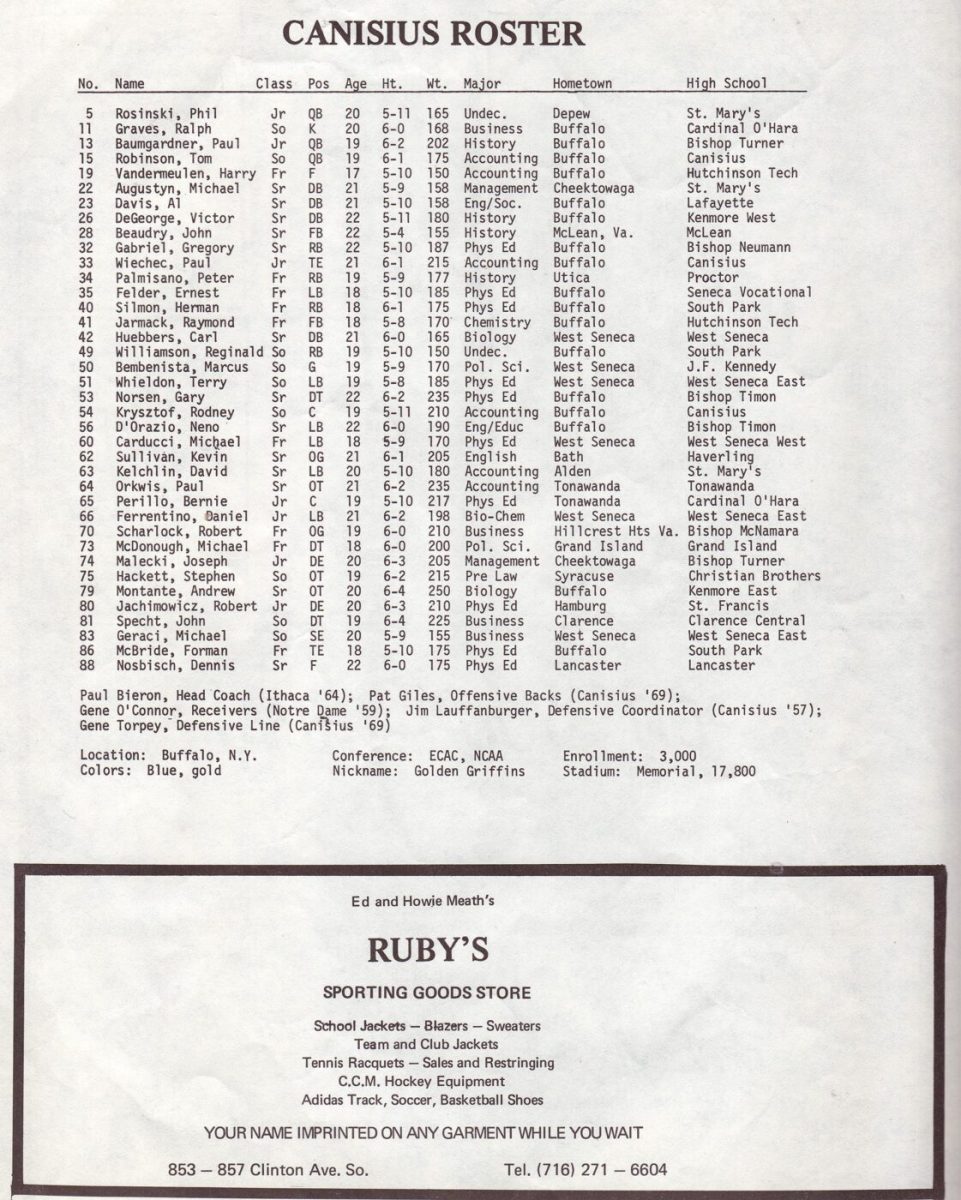 CANISIUS ROSTER
No. Name Class Pos Age Ht. Wt. Major Hometown High School
5 Rosinski, Phil Jr QB 20 5-11 165 Undec. Depew St. Mary's
11 Graves, Ralph So K 20 6-0 168 Business Buffalo Cardinal O'Hara
13 Baumgardner, Paul Jr QB 19 6-2 202 History Buffalo Bishop Turner
15 Robinson, Tom So QB 19 6-1 175 Accounting Buffalo Canisius
19 Vandermeulen, Harry Fr F 17 5-10 150 Accounting Buffalo Hutchinson Tech
22 Augustyn, Michael Sr DB 21 5-9 158 Management Cheektowaga St. Mary's
23 Davis, Al Sr DB 21 5-10 158 Eng/Soc. Buffalo Lafayette
26 DeGeorge, Victor Sr DB 22 5-11 180 History Buffalo Kenmore West
28 Beaudry, John Sr FB 22 5-4 155 History McLean, Va. McLean
32 Gabriel, Gregory Sr RB 22 5-10 187 Phys Ed Buffalo Bishop Neumann
33 Wiechec, Paul Jr TE 21 6-1 215 Accounting Buffalo Canisius
34 Palmisano, Peter Fr RB 19 5-9 177 History Utica Proctor
35 Felder, Ernest Fr LB 18 5-10 185 Phys Ed Buffalo Seneca Vocational
40 Silmon, Herman Fr RB 18 6-1 175 Phys Ed Buffalo South Park
41 Jarmack, Raymond Fr FB 18 5-8 170 Chemistry Buffalo Hutchinson Tech
42 Huebbers, Carl Sr DB 21 6-0 165 Biology West Seneca West Seneca
49 Williamson, Reginald So RB 19 5-10 150 Undec. Buffalo South Park
50 Bembenista, Marcus So G 19 5-9 170 Pol. Sci. West Seneca J.F. Kennedy
51 Whieldon, Terry So LB 19 5-8 185 Phys Ed West Seneca West Seneca East
53 Norsen, Gary Sr DT 22 6-2 235 Phys Ed Buffalo Bishop Timon
54 Krysztof, Rodney So C 19 5-11 210 Accounting Buffalo Canisius
56 D'Orazio, Neno Sr LB 22 6-0 190 Eng/Educ Buffalo Bishop Timon
60 Carducci, Michael Fr LB 18 5-9 170 Phys Ed West Seneca West Seneca West
62 Sullivan, Kevin Sr OG 21 6-1 205 English Bath Haverling
63 Kelchlin, David Sr LB 20 5-10 180 Accounting Alden St. Mary's
64 Orkwis, Paul Sr OT 21 6-2 235 Accounting Tonawanda Tonawanda
65 Perillo, Bernie Jr C 19 5-10 217 Phys Ed Tonawanda Cardinal O'Hara
66 Ferrentino, Daniel Jr LB 21 6-2 198 Bio-Chem West Seneca West Seneca East
70 Scharlock, Robert Fr OG 19 6-0 210 Business Hillcrest Hts Va. Bishop McNamara
73 McDonough, Michael Fr DT 18 6-0 200 Pol. Sci. Grand Island Grand Island
74 Malecki, Joseph Jr DE 20 6-3 205 Management Cheektowaga Bishop Turner
75 Hackett, Stephen So OT 19 6-2 215 Pre Law Syracuse Christian Brothers
79 Montante, Andrew Sr OT 20 6-4 250 Biology Buffalo Kenmore East
80 Jachimowicz, Robert Jr DE 20 6-3 210 Phys Ed Hamburg St. Francis
81 Specht, John So DT 19 6-4 225 Business Clarence Clarence Central
83 Geraci, Michael So SE 20 5-9 155 Business West Seneca West Seneca East
86 McBride, Forman Fr TE 18 5-10 175 Phys Ed Buffalo South Park
88 Nosbisch, Dennis Sr F 22 6-0 175 Phys Ed Lancaster Lancaster
Paul Bieron, Head Coach (Ithaca '64); Pat Giles, Offensive Backs (Canisius '69);
Gene O'Connor, Receivers (Notre Dame '59); Jim Lauffanburger, Defensive Coordinator (Canisius '57);
Gene Torpey, Defensive Line (Canisius '69)
Location: Buffalo, N.Y. Conference: ECAC, NCAA Enrollment: 3,000
Colors: Blue, gold Nickname: Golden Griffins Stadium: Memorial, 17,800
Ed and Howie Meath's
RUBY'S
SPORTING GOODS STORE
School Jackets — Blazers — Sweaters
Team and Club Jackets
Tennis Racquets — Sales and Restringing
C.C.M. Hockey Equipment
Adidas Track, Soccer, Basketball Shoes
YOUR NAME IMPRINTED ON ANY GARMENT WHILE YOU WAIT
853 — 857 Clinton Ave. So. Tel. (716) 271 — 6604